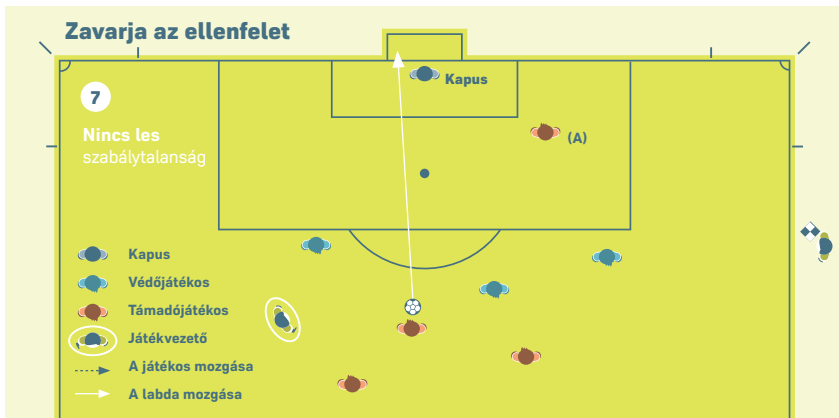 Zavarja az ellenfelet
Kapus
7
(A)
Nincs les
szabálytalanság
Kapus
Védőjátékos
Támadójátékos
Játékvezető
A játékos mozgása
A labda mozgása